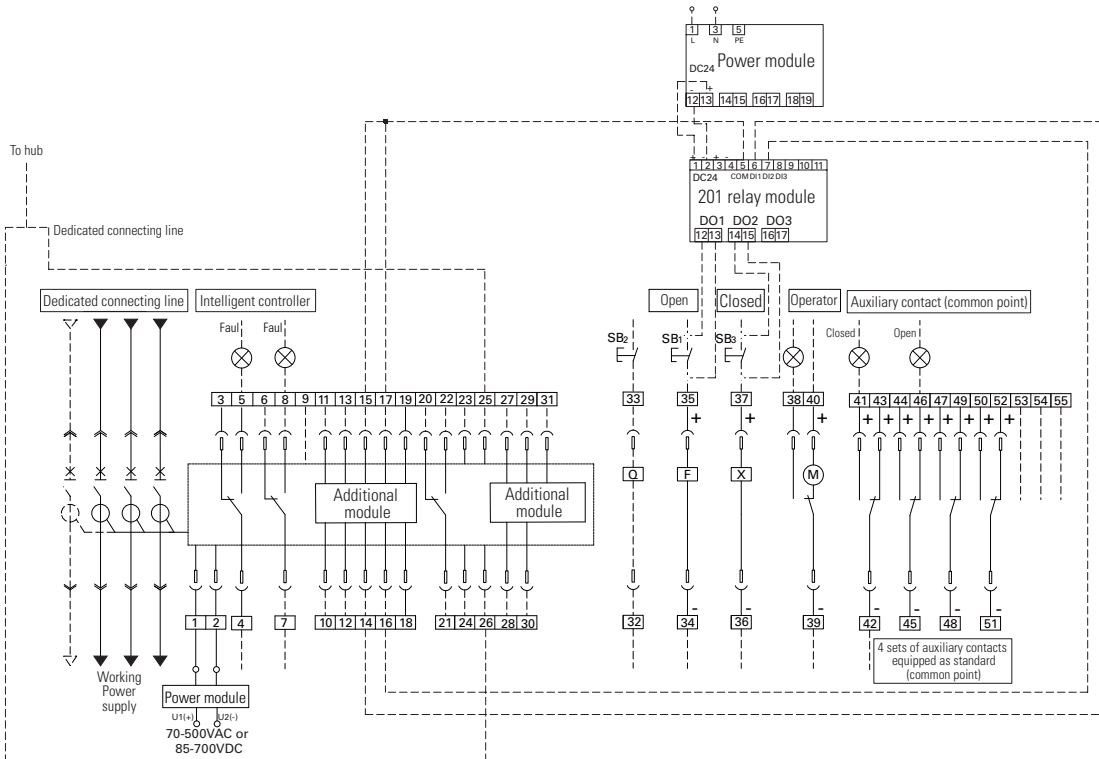 1 3 5
L N PE
Power module
DC24
- +
12 13 14 15 16 17 18 19
To hub
+ - + -
1 2 3 4 5 6 7 8 9 10 11
DC24 COM DI1 DI2 DI3
201 relay module
DO1 DO2 DO3
12 13 14 15 16 17
Dedicated connecting line
Dedicated connecting line
Intelligent controller
Open
Closed
Operator
Auxiliary contact (common point)
Faul Faul
Closed Open
SB2 SB1 SB3
3 5 6 8 9 11 13 15 17 19 20 22 23 25 27 29 31
33 35 37 38 40
41 43 44 46 47 49 50 52 53 54 55
+ + + + + + + + + + +
Q F X M
Additional
module
Additional
module
- - - - - - -
1 2 4 7 10 12 14 16 18 21 24 26 28 30
32 34 36 39 42 45 48 51
4 sets of auxiliary contacts
equipped as standard
(common point)
Working
Power
supply
Power module
U1(+) U2(-)
70-500VAC or
85-700VDC